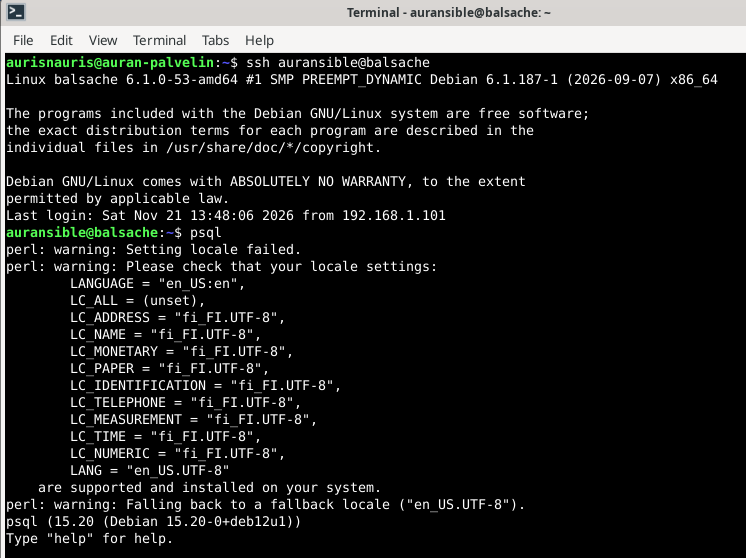 Terminal - auransible@balsache: ~
File Edit View Terminal Tabs Help
aurisnauris@auran-palvelin:~$ ssh auransible@balsache
Linux balsache 6.1.0-53-amd64 #1 SMP PREEMPT_DYNAMIC Debian 6.1.187-1 (2026-09-07) x86_64

The programs included with the Debian GNU/Linux system are free software;
the exact distribution terms for each program are described in the
individual files in /usr/share/doc/*/copyright.

Debian GNU/Linux comes with ABSOLUTELY NO WARRANTY, to the extent
permitted by applicable law.
Last login: Sat Nov 21 13:48:06 2026 from 192.168.1.101
auransible@balsache:~$ psql
perl: warning: Setting locale failed.
perl: warning: Please check that your locale settings:
        LANGUAGE = "en_US:en",
        LC_ALL = (unset),
        LC_ADDRESS = "fi_FI.UTF-8",
        LC_NAME = "fi_FI.UTF-8",
        LC_MONETARY = "fi_FI.UTF-8",
        LC_PAPER = "fi_FI.UTF-8",
        LC_IDENTIFICATION = "fi_FI.UTF-8",
        LC_TELEPHONE = "fi_FI.UTF-8",
        LC_MEASUREMENT = "fi_FI.UTF-8",
        LC_TIME = "fi_FI.UTF-8",
        LC_NUMERIC = "fi_FI.UTF-8",
        LANG = "en_US.UTF-8"
    are supported and installed on your system.
perl: warning: Falling back to a fallback locale ("en_US.UTF-8").
psql (15.20 (Debian 15.20-0+deb12u1))
Type "help" for help.